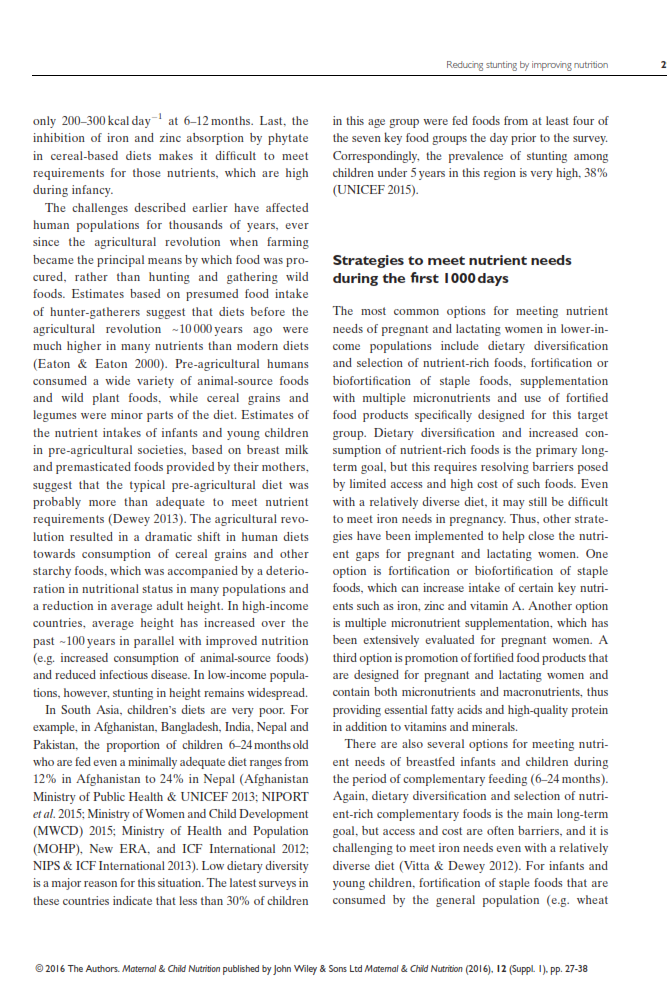 Reducing stunting by improving nutrition 2
only 200–300 kcal day−1 at 6–12 months. Last, the
inhibition of iron and zinc absorption by phytate
in cereal-based diets makes it difficult to meet
requirements for those nutrients, which are high
during infancy.
The challenges described earlier have affected
human populations for thousands of years, ever
since the agricultural revolution when farming
became the principal means by which food was pro-
cured, rather than hunting and gathering wild
foods. Estimates based on presumed food intake
of hunter-gatherers suggest that diets before the
agricultural revolution ~10 000 years ago were
much higher in many nutrients than modern diets
(Eaton & Eaton 2000). Pre-agricultural humans
consumed a wide variety of animal-source foods
and wild plant foods, while cereal grains and
legumes were minor parts of the diet. Estimates of
the nutrient intakes of infants and young children
in pre-agricultural societies, based on breast milk
and premasticated foods provided by their mothers,
suggest that the typical pre-agricultural diet was
probably more than adequate to meet nutrient
requirements (Dewey 2013). The agricultural revo-
lution resulted in a dramatic shift in human diets
towards consumption of cereal grains and other
starchy foods, which was accompanied by a deterio-
ration in nutritional status in many populations and
a reduction in average adult height. In high-income
countries, average height has increased over the
past ~100 years in parallel with improved nutrition
(e.g. increased consumption of animal-source foods)
and reduced infectious disease. In low-income popula-
tions, however, stunting in height remains widespread.
In South Asia, children's diets are very poor. For
example, in Afghanistan, Bangladesh, India, Nepal and
Pakistan, the proportion of children 6–24 months old
who are fed even a minimally adequate diet ranges from
12% in Afghanistan to 24% in Nepal (Afghanistan
Ministry of Public Health & UNICEF 2013; NIPORT
et al. 2015; Ministry of Women and Child Development
(MWCD) 2015; Ministry of Health and Population
(MOHP), New ERA, and ICF International 2012;
NIPS & ICF International 2013). Low dietary diversity
is a major reason for this situation. The latest surveys in
these countries indicate that less than 30% of children
in this age group were fed foods from at least four of
the seven key food groups the day prior to the survey.
Correspondingly, the prevalence of stunting among
children under 5 years in this region is very high, 38%
(UNICEF 2015).
Strategies to meet nutrient needs
during the first 1000 days
The most common options for meeting nutrient
needs of pregnant and lactating women in lower-in-
come populations include dietary diversification
and selection of nutrient-rich foods, fortification or
biofortification of staple foods, supplementation
with multiple micronutrients and use of fortified
food products specifically designed for this target
group. Dietary diversification and increased con-
sumption of nutrient-rich foods is the primary long-
term goal, but this requires resolving barriers posed
by limited access and high cost of such foods. Even
with a relatively diverse diet, it may still be difficult
to meet iron needs in pregnancy. Thus, other strate-
gies have been implemented to help close the nutri-
ent gaps for pregnant and lactating women. One
option is fortification or biofortification of staple
foods, which can increase intake of certain key nutri-
ents such as iron, zinc and vitamin A. Another option
is multiple micronutrient supplementation, which has
been extensively evaluated for pregnant women. A
third option is promotion of fortified food products that
are designed for pregnant and lactating women and
contain both micronutrients and macronutrients, thus
providing essential fatty acids and high-quality protein
in addition to vitamins and minerals.
There are also several options for meeting nutri-
ent needs of breastfed infants and children during
the period of complementary feeding (6–24 months).
Again, dietary diversification and selection of nutri-
ent-rich complementary foods is the main long-term
goal, but access and cost are often barriers, and it is
challenging to meet iron needs even with a relatively
diverse diet (Vitta & Dewey 2012). For infants and
young children, fortification of staple foods that are
consumed by the general population (e.g. wheat
© 2016 The Authors. Maternal & Child Nutrition published by John Wiley & Sons Ltd Maternal & Child Nutrition (2016), 12 (Suppl. 1), pp. 27-38